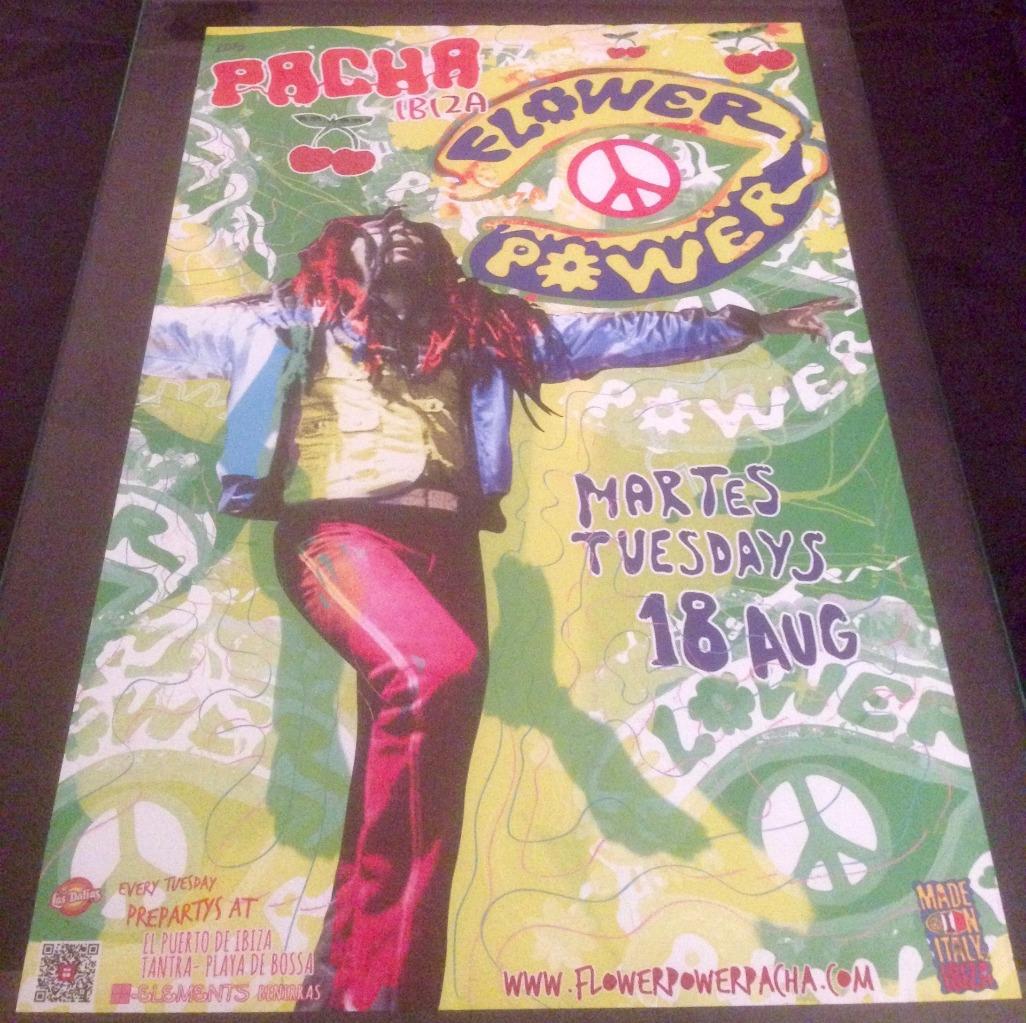 PACHA
IBIZA
FLOWER
POWER
POWER
MARTES
TUESDAYS
18 AUG
LOWER
Las Dalias
EVERY TUESDAY
PREPARTYS AT
EL PUERTO DE IBIZA
TANTRA- PLAYA DE BOSSA
ELEMENTS BENIRRAS
WWW.FLOWERPOWERPACHA.COM
MADE
IN
ITALY
IBIZA